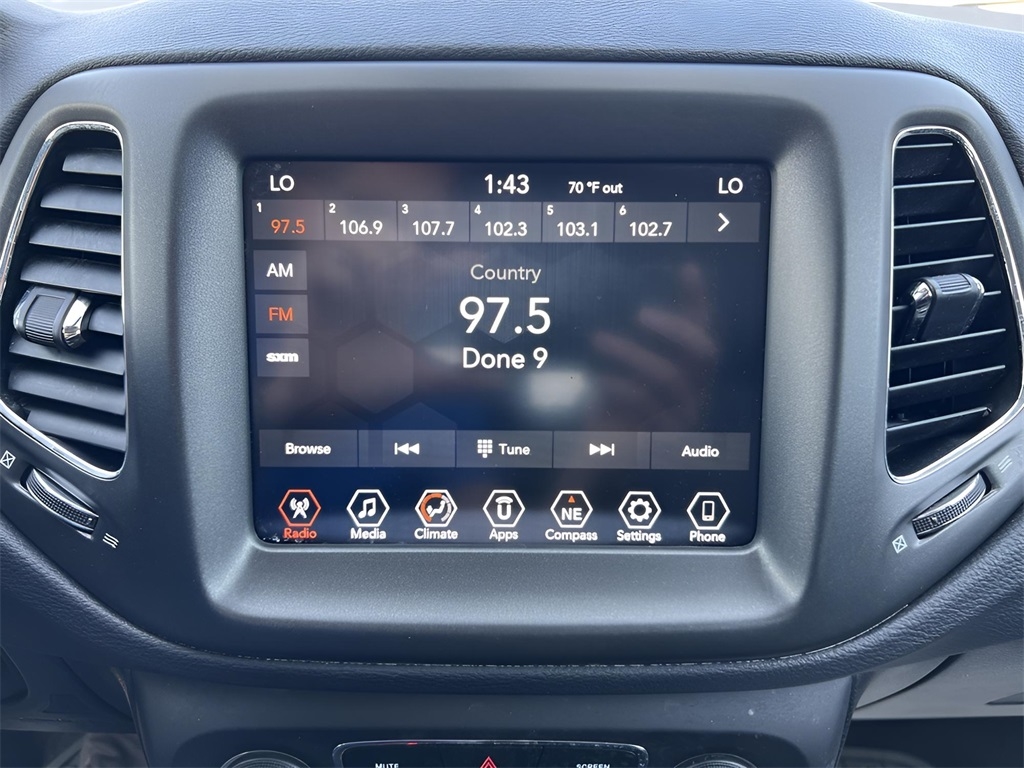 LO 1:43 70 °F out LO
1 97.5 2 106.9 3 107.7 4 102.3 5 103.1 6 102.7
AM
Country
FM
97.5
sxm
Done 9
Browse Tune Audio
NE
Radio Media Climate Apps Compass Settings Phone
MUTE SCREEN